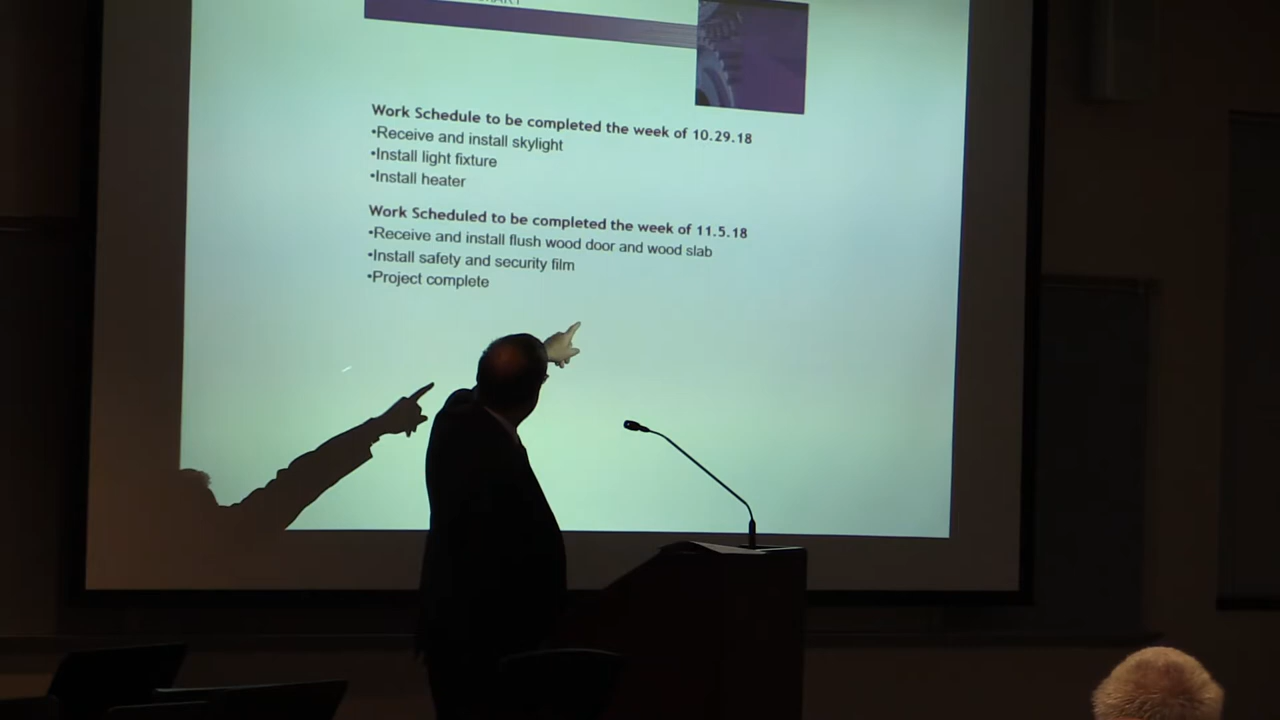 Work Schedule to be completed the week of 10.29.18
•Receive and install skylight
•Install light fixture
•Install heater
Work Scheduled to be completed the week of 11.5.18
•Receive and install flush wood door and wood slab
•Install safety and security film
•Project complete